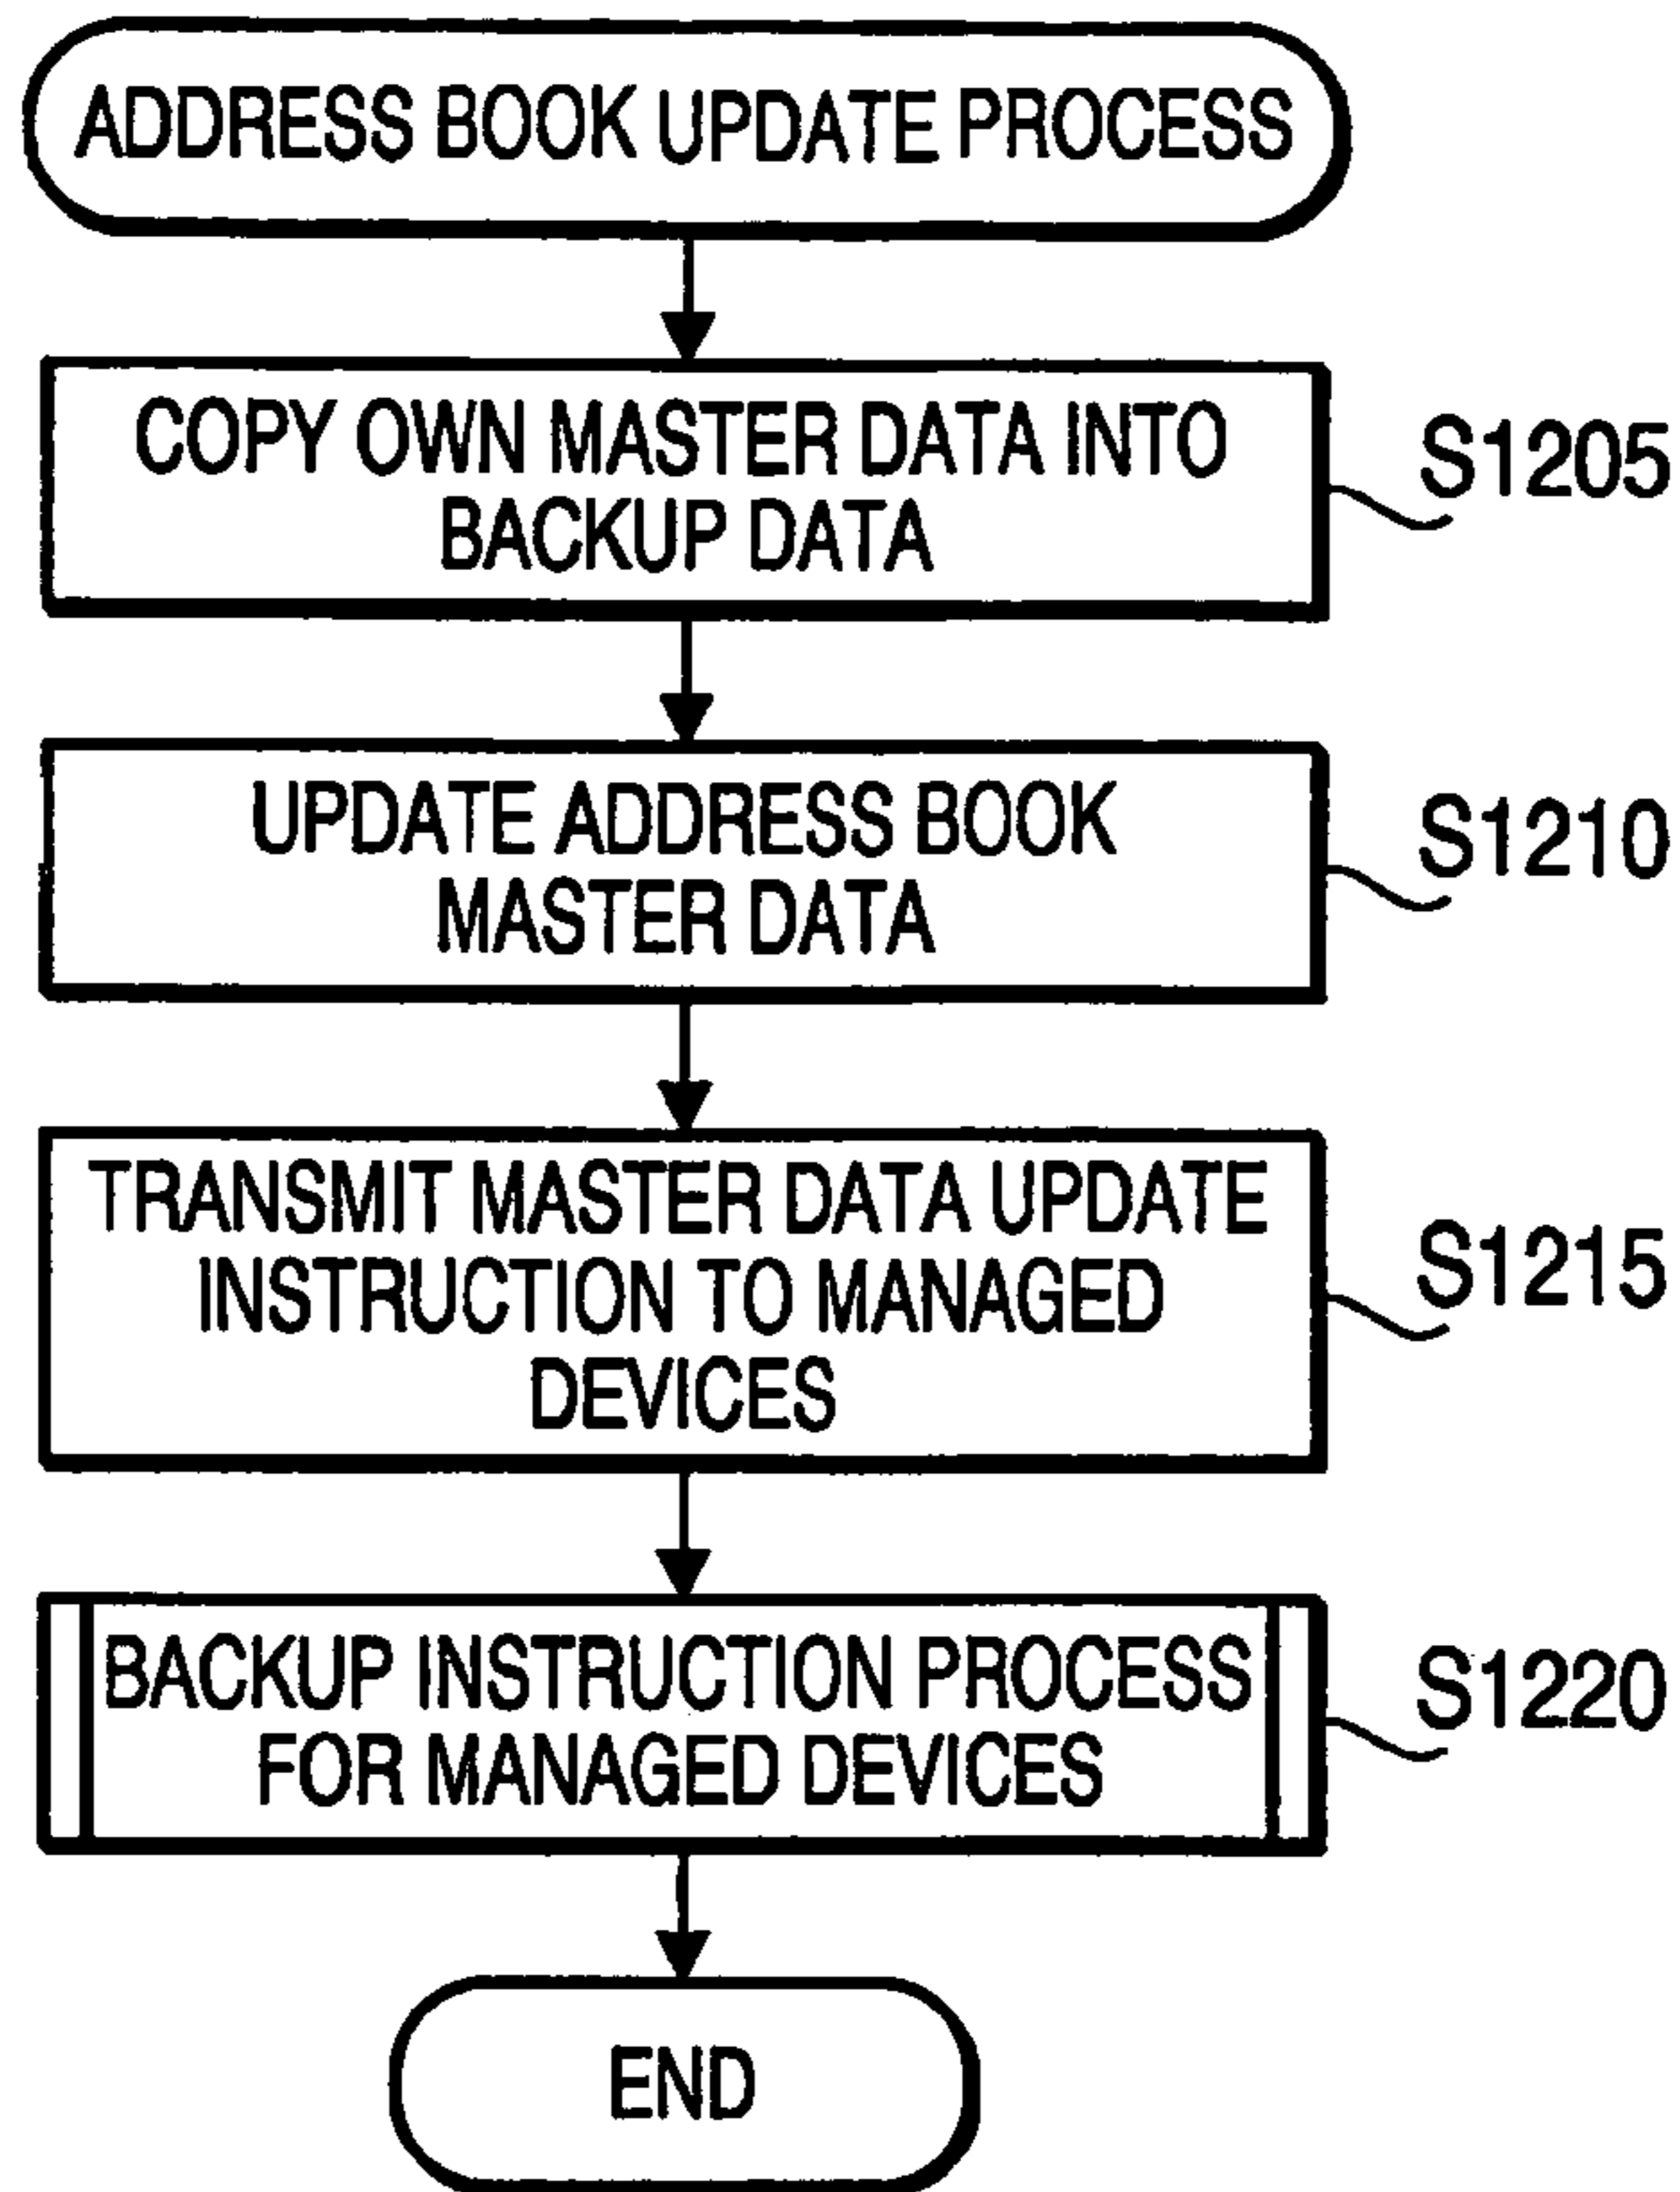 ADDRESS BOOK UPDATE PROCESS
COPY OWN MASTER DATA INTO
BACKUP DATA
S1205
UPDATE ADDRESS BOOK
MASTER DATA
S1210
TRANSMIT MASTER DATA UPDATE
INSTRUCTION TO MANAGED
DEVICES
S1215
BACKUP INSTRUCTION PROCESS
FOR MANAGED DEVICES
S1220
END